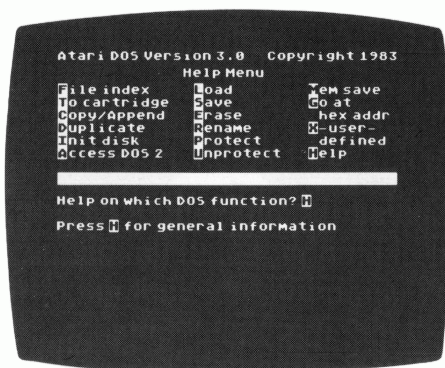 Atari DOS Version 3.0 Copyright 1983
Help Menu
File index Load Mem save
To cartridge Save Go at
Copy/Append Erase hex addr
Duplicate Rename X-user-
Init disk Protect defined
Access DOS 2 Unprotect Help
Help on which DOS function? H
Press H for general information